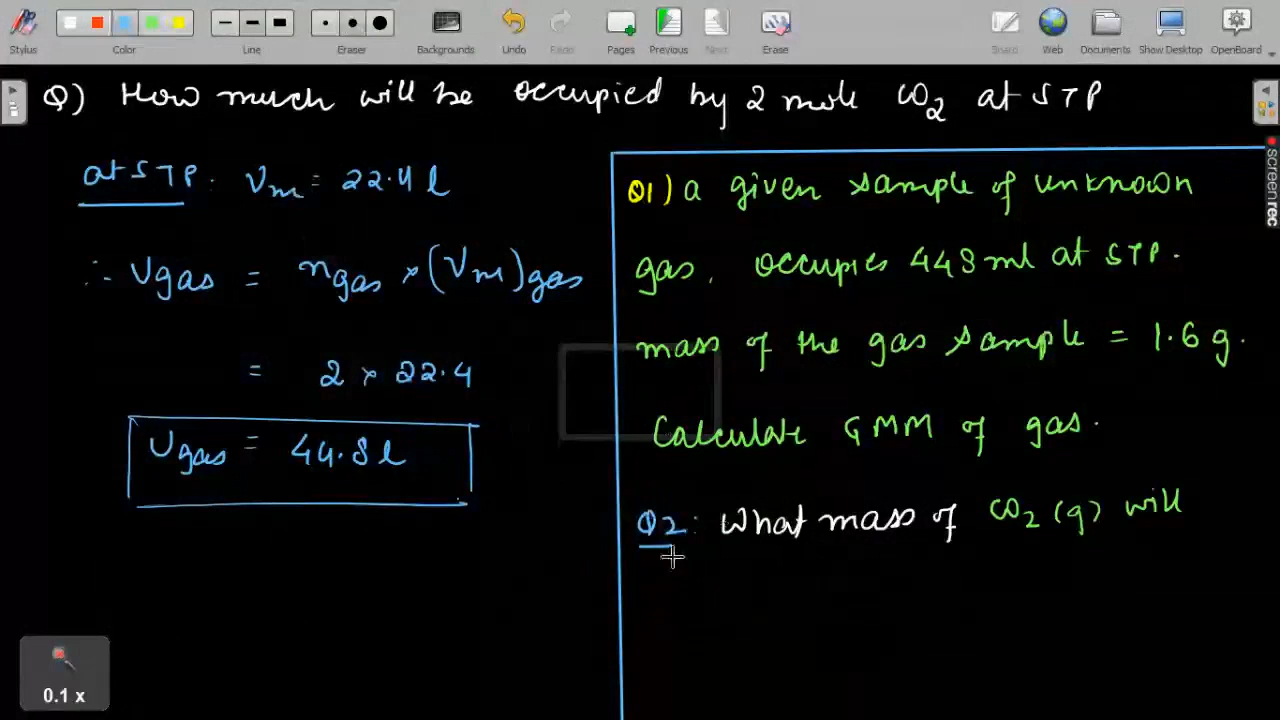 Stylus Color Line Eraser Backgrounds Undo Redo Pages Previous Next Erase Board Web Documents Show Desktop OpenBoard
Q) How much will be occupied by 2 mole CO2 at STP
at STP: Vm = 22.4 l
∴ Vgas = ngas × (Vm)gas
= 2 × 22.4
Vgas = 44.8 l
Q1) a given sample of unknown
gas, occupies 448 ml at STP.
mass of the gas sample = 1.6 g.
Calculate GMM of gas.
Q2: What mass of CO2 (g) will
0.1 x
screenrec